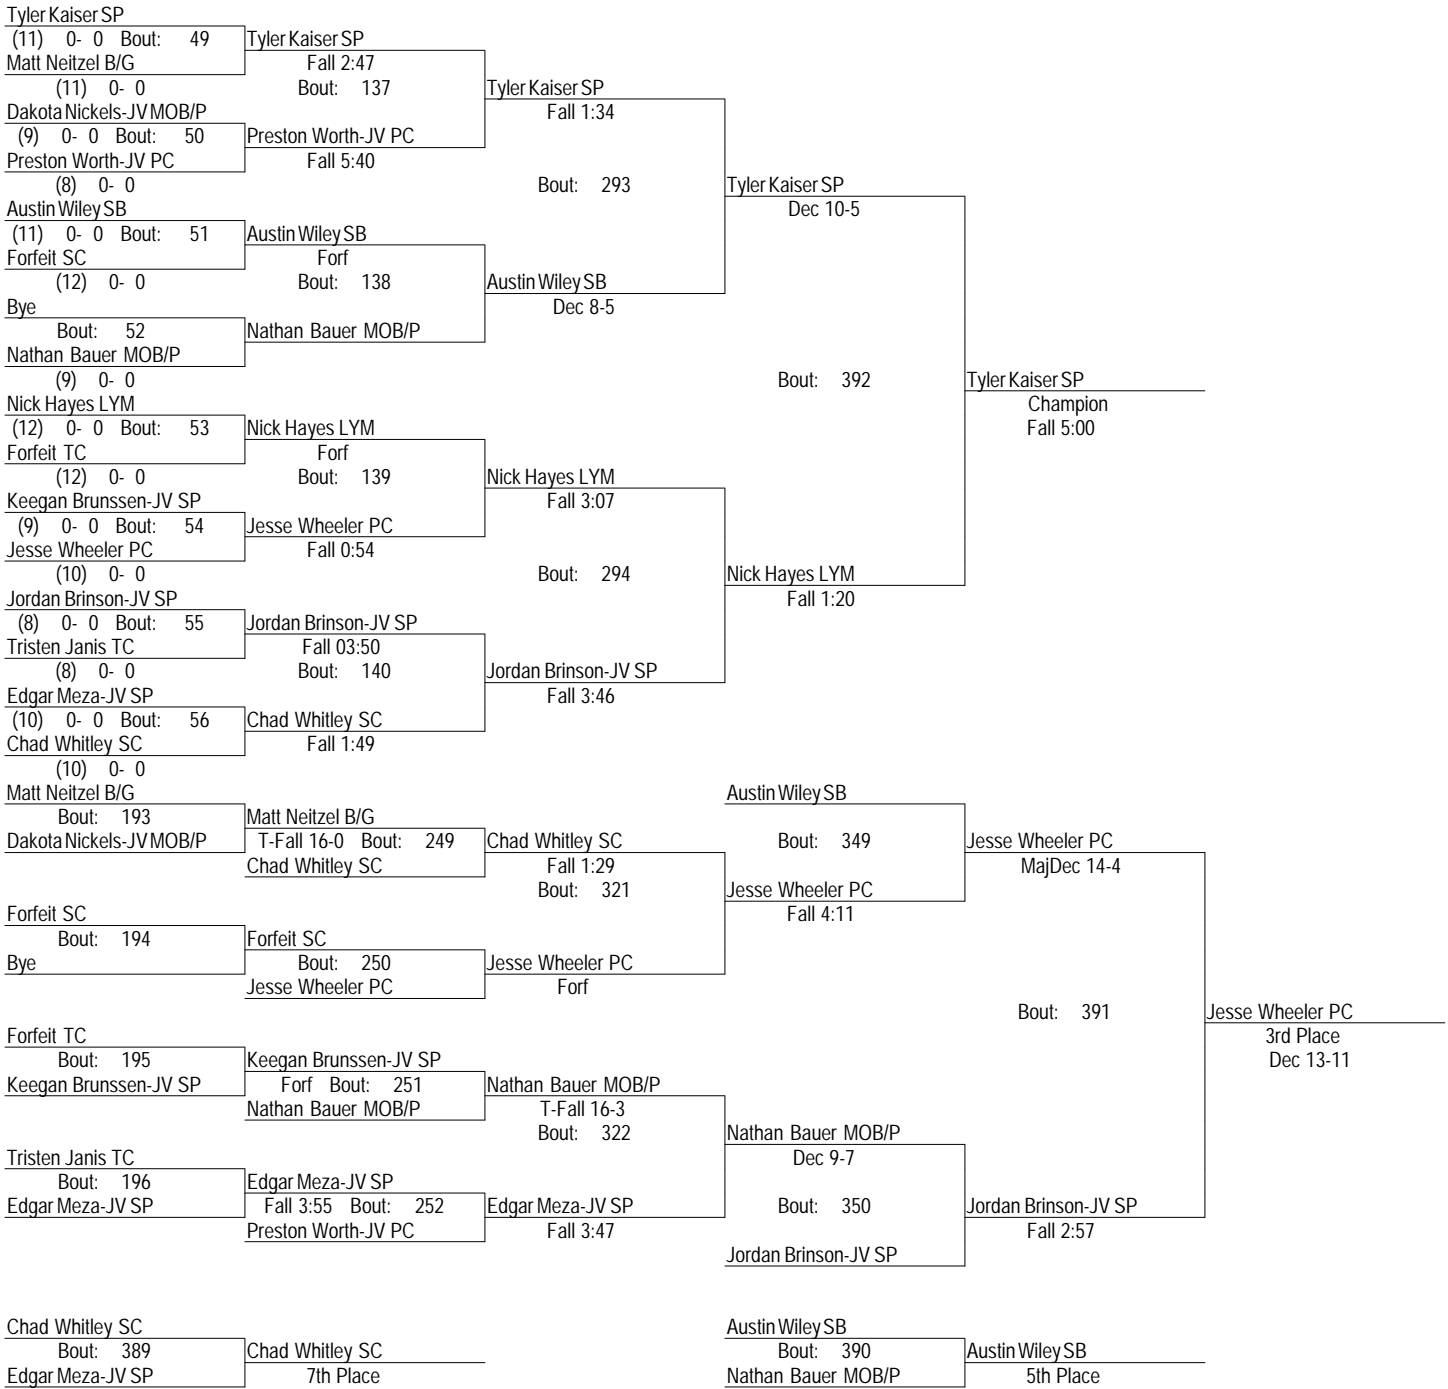 Tyler Kaiser SP
(11) 0- 0 Bout: 49 Tyler Kaiser SP
Matt Neitzel B/G Fall 2:47
(11) 0- 0 Bout: 137 Tyler Kaiser SP
Dakota Nickels-JV MOB/P Fall 1:34
(9) 0- 0 Bout: 50 Preston Worth-JV PC
Preston Worth-JV PC Fall 5:40
(8) 0- 0 Bout: 293 Tyler Kaiser SP
Austin Wiley SB Dec 10-5
(11) 0- 0 Bout: 51 Austin Wiley SB
Forfeit SC Forf
(12) 0- 0 Bout: 138 Austin Wiley SB
Bye Dec 8-5
Bout: 52 Nathan Bauer MOB/P
Nathan Bauer MOB/P
(9) 0- 0 Bout: 392 Tyler Kaiser SP
Nick Hayes LYM Champion
(12) 0- 0 Bout: 53 Nick Hayes LYM Fall 5:00
Forfeit TC Forf
(12) 0- 0 Bout: 139 Nick Hayes LYM
Keegan Brunssen-JV SP Fall 3:07
(9) 0- 0 Bout: 54 Jesse Wheeler PC
Jesse Wheeler PC Fall 0:54
(10) 0- 0 Bout: 294 Nick Hayes LYM
Jordan Brinson-JV SP Fall 1:20
(8) 0- 0 Bout: 55 Jordan Brinson-JV SP
Tristen Janis TC Fall 03:50
(8) 0- 0 Bout: 140 Jordan Brinson-JV SP
Edgar Meza-JV SP Fall 3:46
(10) 0- 0 Bout: 56 Chad Whitley SC
Chad Whitley SC Fall 1:49
(10) 0- 0
Matt Neitzel B/G Austin Wiley SB
Bout: 193 Matt Neitzel B/G
Dakota Nickels-JV MOB/P T-Fall 16-0 Bout: 249 Chad Whitley SC Bout: 349 Jesse Wheeler PC
Chad Whitley SC Fall 1:29 MajDec 14-4
Bout: 321 Jesse Wheeler PC
Forfeit SC Fall 4:11
Bout: 194 Forfeit SC
Bye Bout: 250 Jesse Wheeler PC
Jesse Wheeler PC Forf
Bout: 391 Jesse Wheeler PC
Forfeit TC 3rd Place
Bout: 195 Keegan Brunssen-JV SP Dec 13-11
Keegan Brunssen-JV SP Forf Bout: 251 Nathan Bauer MOB/P
Nathan Bauer MOB/P T-Fall 16-3
Bout: 322 Nathan Bauer MOB/P
Tristen Janis TC Dec 9-7
Bout: 196 Edgar Meza-JV SP
Edgar Meza-JV SP Fall 3:55 Bout: 252 Edgar Meza-JV SP Bout: 350 Jordan Brinson-JV SP
Preston Worth-JV PC Fall 3:47 Fall 2:57
Jordan Brinson-JV SP
Chad Whitley SC Austin Wiley SB
Bout: 389 Chad Whitley SC Bout: 390 Austin Wiley SB
Edgar Meza-JV SP 7th Place Nathan Bauer MOB/P 5th Place